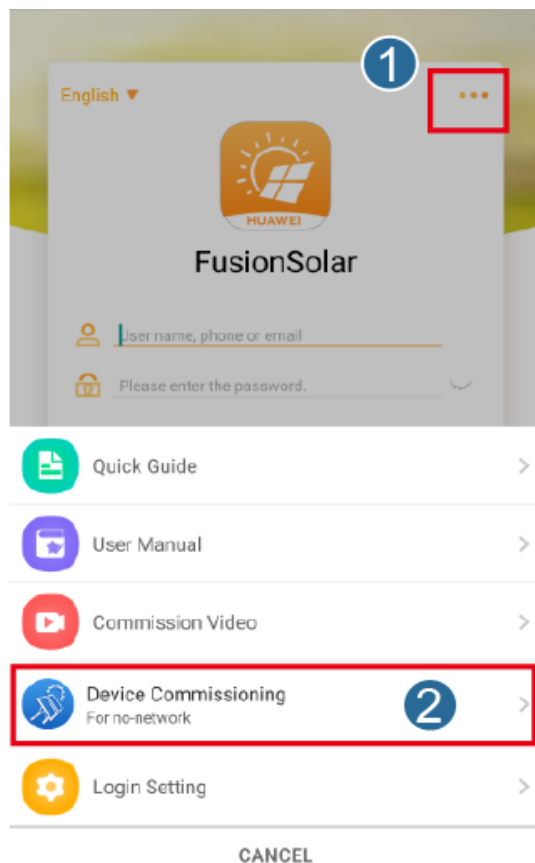 1
English ▼
HUAWEI
FusionSolar
User name, phone or email
Please enter the password.
Quick Guide
User Manual
Commission Video
Device Commissioning
For no-network
2
Login Setting
CANCEL